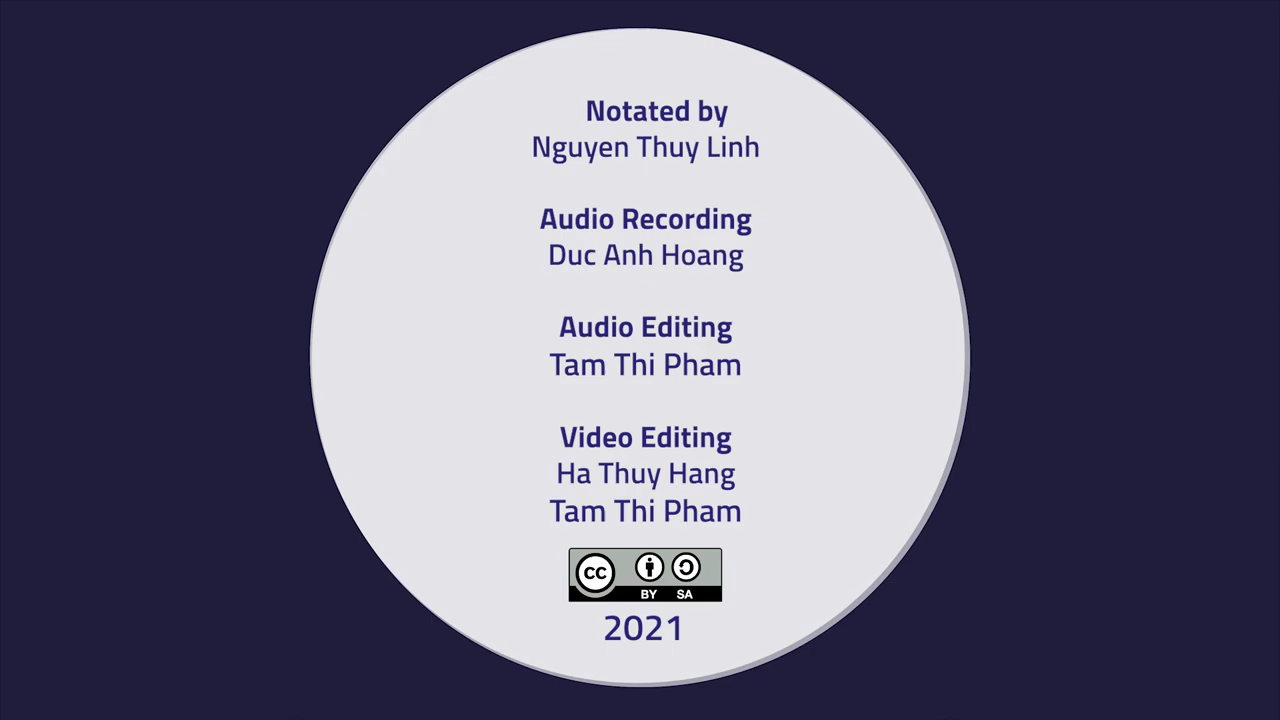 Notated by
Nguyen Thuy Linh
Audio Recording
Duc Anh Hoang
Audio Editing
Tam Thi Pham
Video Editing
Ha Thuy Hang
Tam Thi Pham
CC BY SA
2021